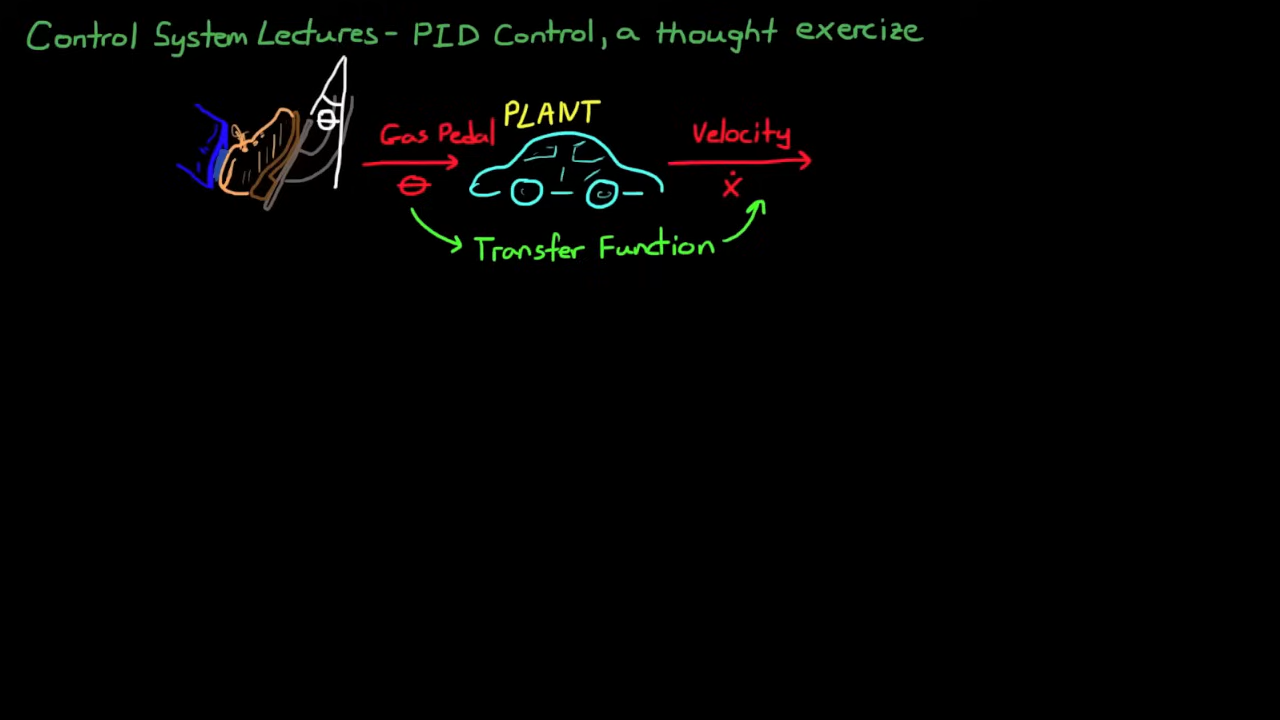 Control System Lectures - PID Control, a thought exercize
θ
Gas Pedal
θ
PLANT
Velocity
ẋ
Transfer Function